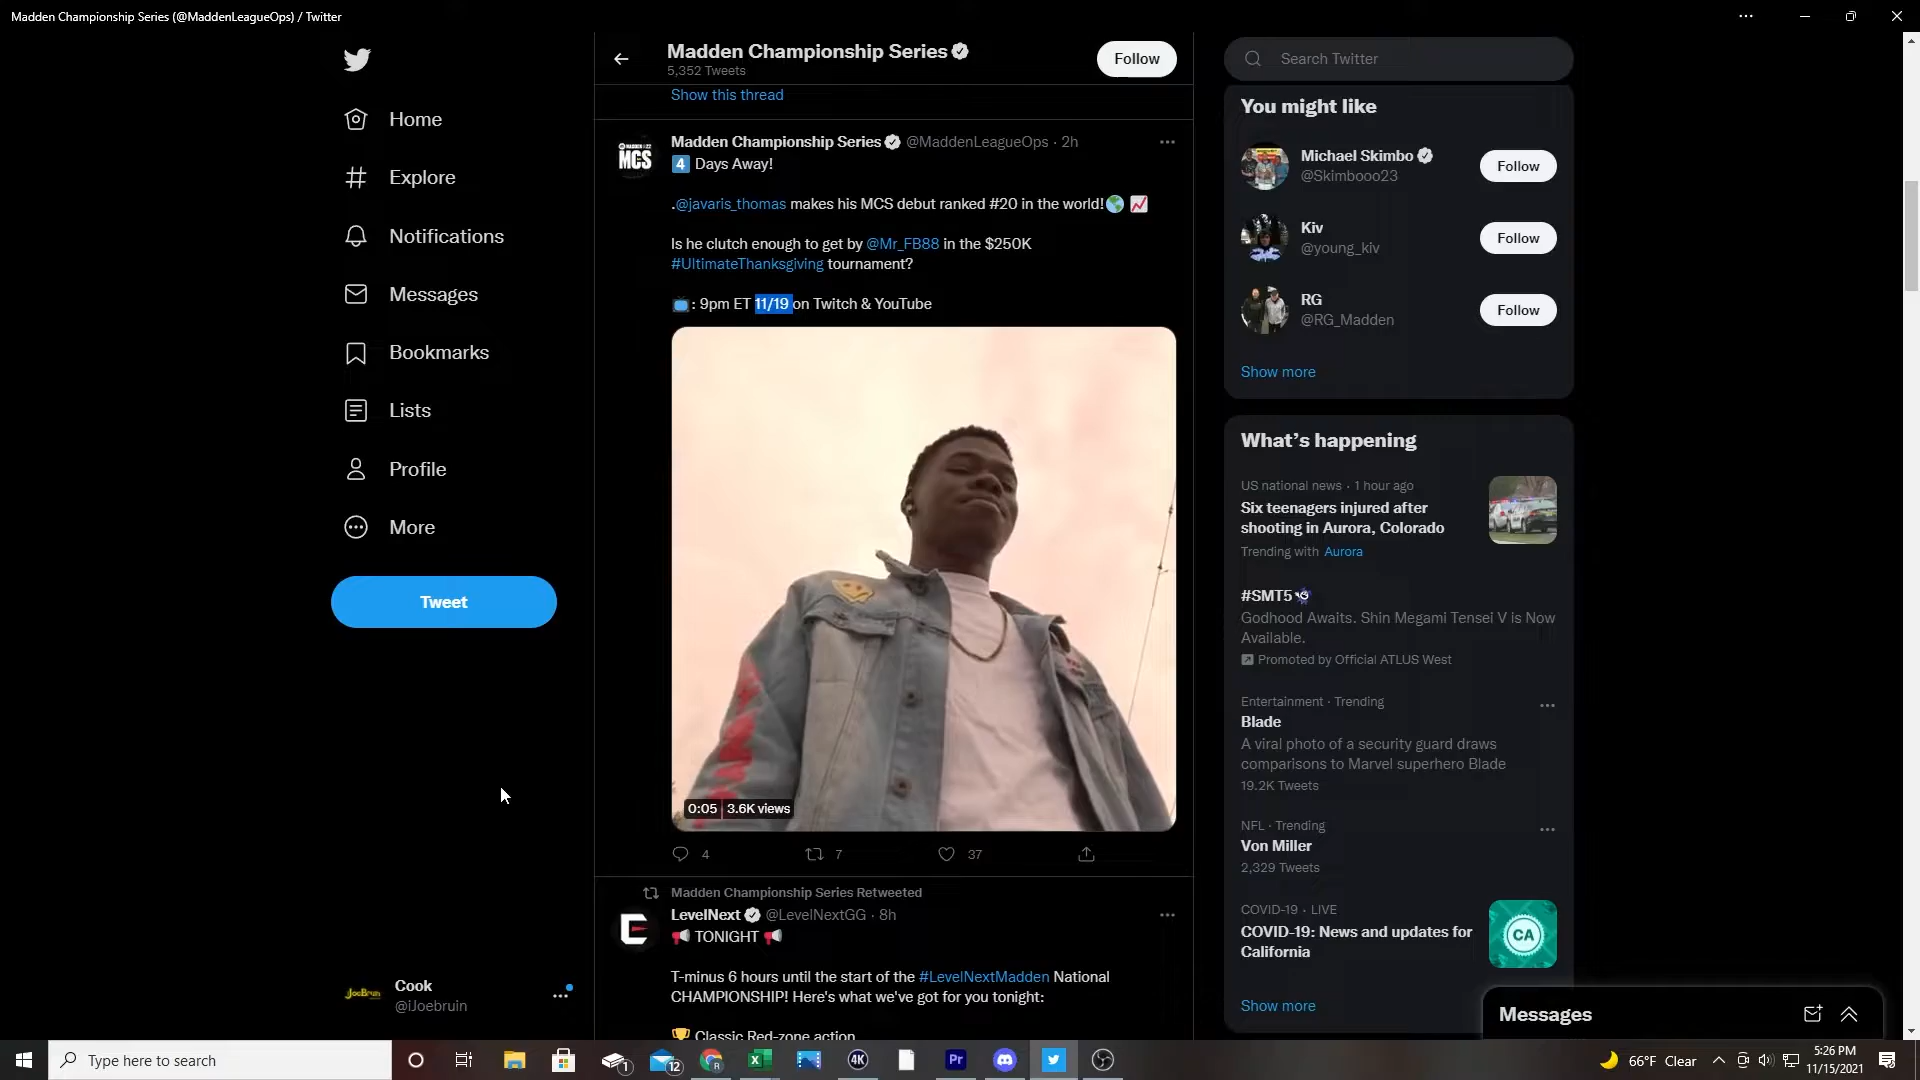 Madden Championship Series (@MaddenLeagueOps) / Twitter
Home
Explore
Notifications
Messages
Bookmarks
Lists
Profile
More
Tweet
Cook
@iJoebruin
Madden Championship Series
5,352 Tweets
Follow
Show this thread
Madden Championship Series @MaddenLeagueOps · 2h
4 Days Away!
.@javaris_thomas makes his MCS debut ranked #20 in the world!🌎 📈
Is he clutch enough to get by @Mr_FB88 in the $250K
#UltimateThanksgiving tournament?
📺: 9pm ET 11/19 on Twitch & YouTube
MCS
0:05 3.6K views
4 7 37
Madden Championship Series Retweeted
LevelNext @LevelNextGG · 8h
📢 TONIGHT 📢
T-minus 6 hours until the start of the #LevelNextMadden National
CHAMPIONSHIP! Here's what we've got for you tonight:
🏆 Classic Red-zone action
Search Twitter
You might like
Michael Skimbo
@Skimbooo23
Follow
Kiv
@young_kiv
Follow
RG
@RG_Madden
Follow
Show more
What's happening
US national news · 1 hour ago
Six teenagers injured after
shooting in Aurora, Colorado
Trending with Aurora
#SMT5
Godhood Awaits. Shin Megami Tensei V is Now
Available.
Promoted by Official ATLUS West
Entertainment · Trending
Blade
A viral photo of a security guard draws
comparisons to Marvel superhero Blade
19.2K Tweets
NFL · Trending
Von Miller
2,329 Tweets
COVID-19 · LIVE
COVID-19: News and updates for
California
CA
Show more
Messages
Type here to search
1
12
R
4K
Pr
66°F Clear
5:26 PM
11/15/2021